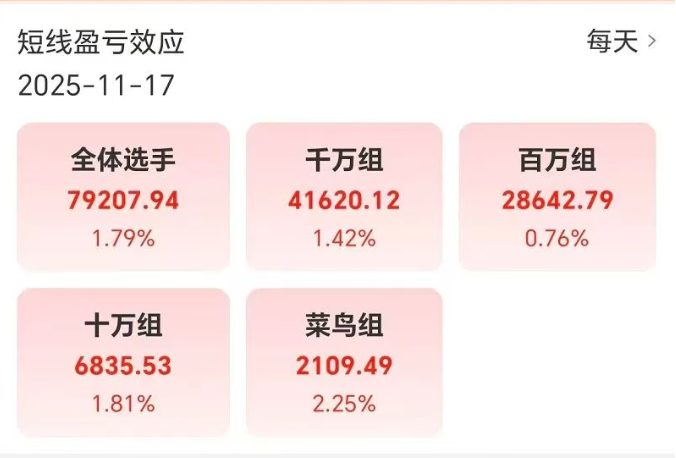 短线盈亏效应
每天 >
2025-11-17
全体选手
79207.94
1.79%
千万组
41620.12
1.42%
百万组
28642.79
0.76%
十万组
6835.53
1.81%
菜鸟组
2109.49
2.25%